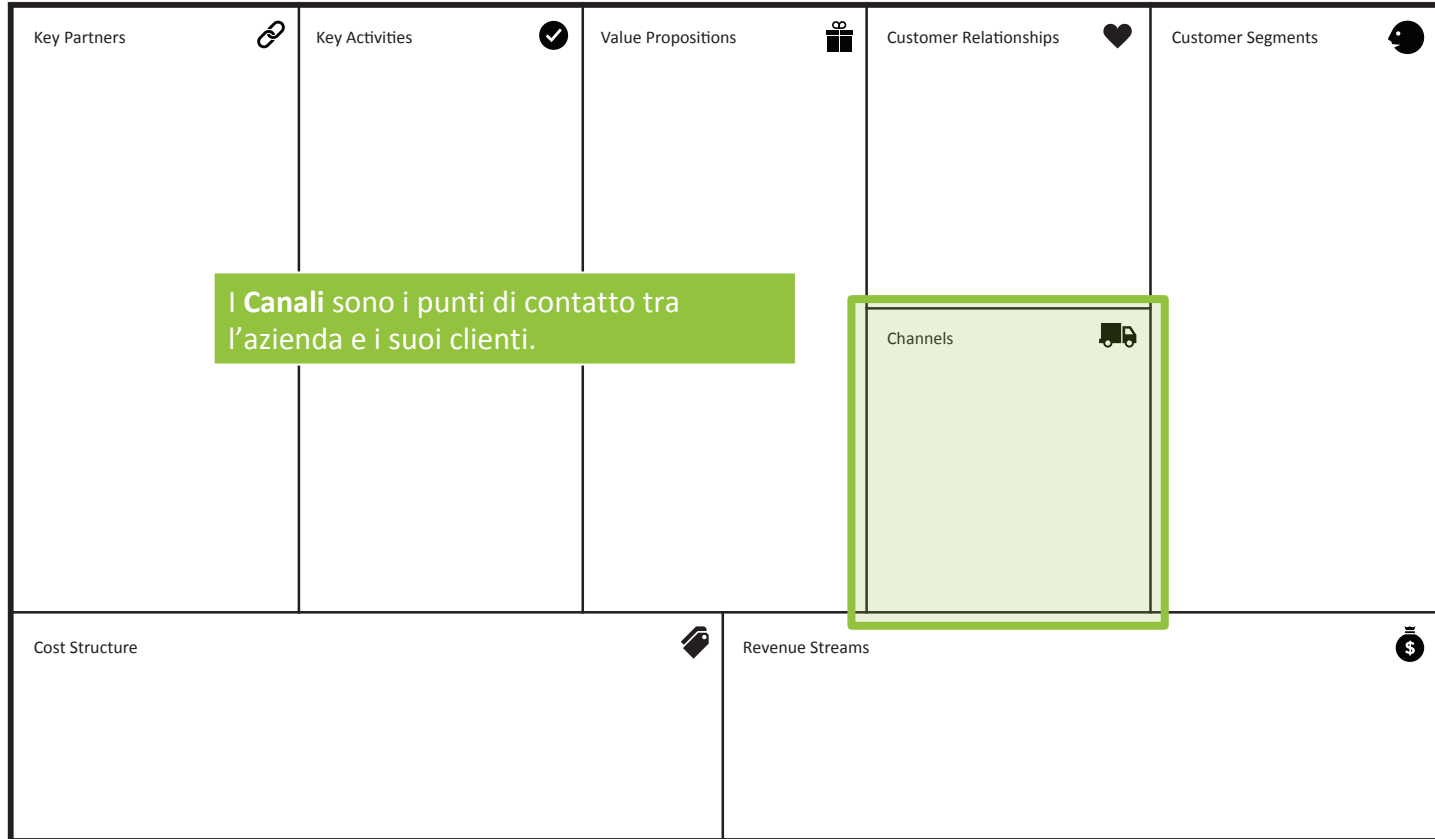 Key Partners
Key Activities
Value Propositions
Customer Relationships
Customer Segments
I Canali sono i punti di contatto tra
l’azienda e i suoi clienti.
Channels
Cost Structure
Revenue Streams
$